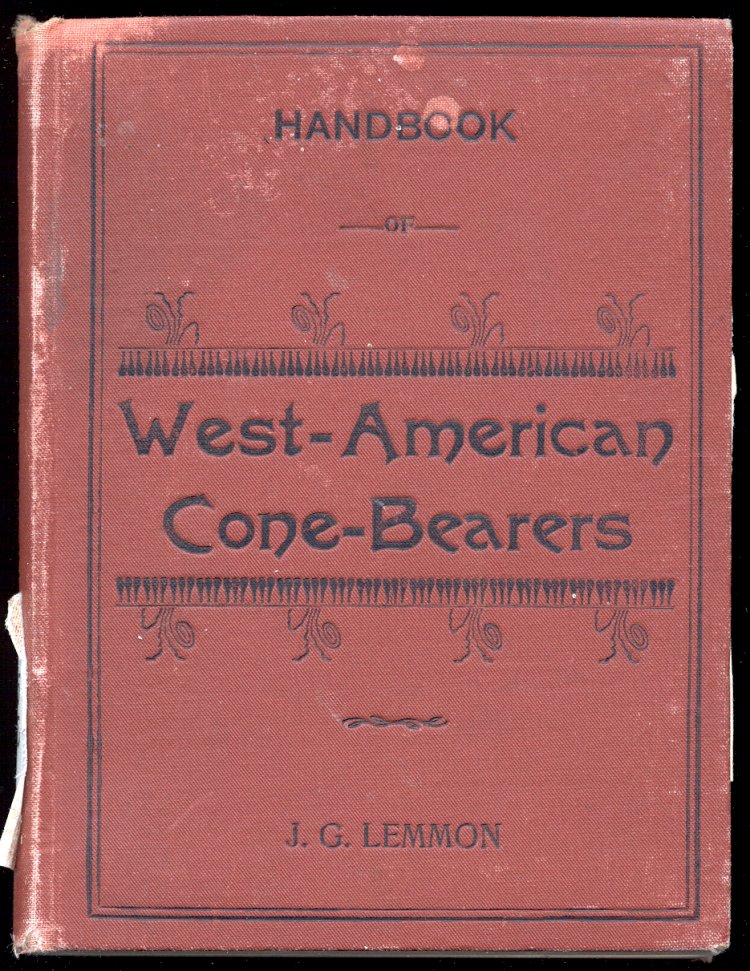 HANDBOOK
OF
West-American
Cone-Bearers
J. G. LEMMON